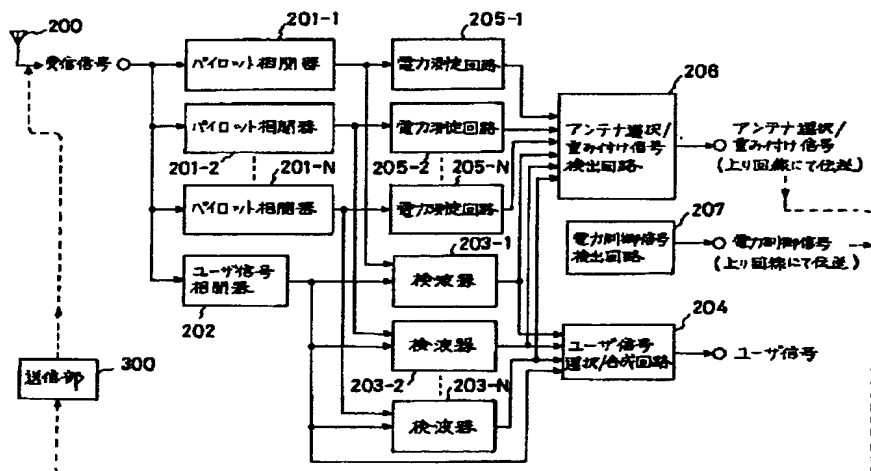 200
受信信号
201-1
パイロット相関器
パイロット相関器
201-2
201-N
パイロット相関器
ユーザ信号
相関器
202
205-1
電力測定回路
電力測定回路
205-2
205-N
電力測定回路
203-1
検波器
検波器
203-2
203-N
検波器
206
アンテナ選択/
重み付け信号
検出回路
アンテナ選択/
重み付け信号
(上り回線にて伝送)
207
電力制御信号
検出回路
電力制御信号
(上り回線にて伝送)
204
ユーザ信号
選択/合成回路
ユーザ信号
300
送信部